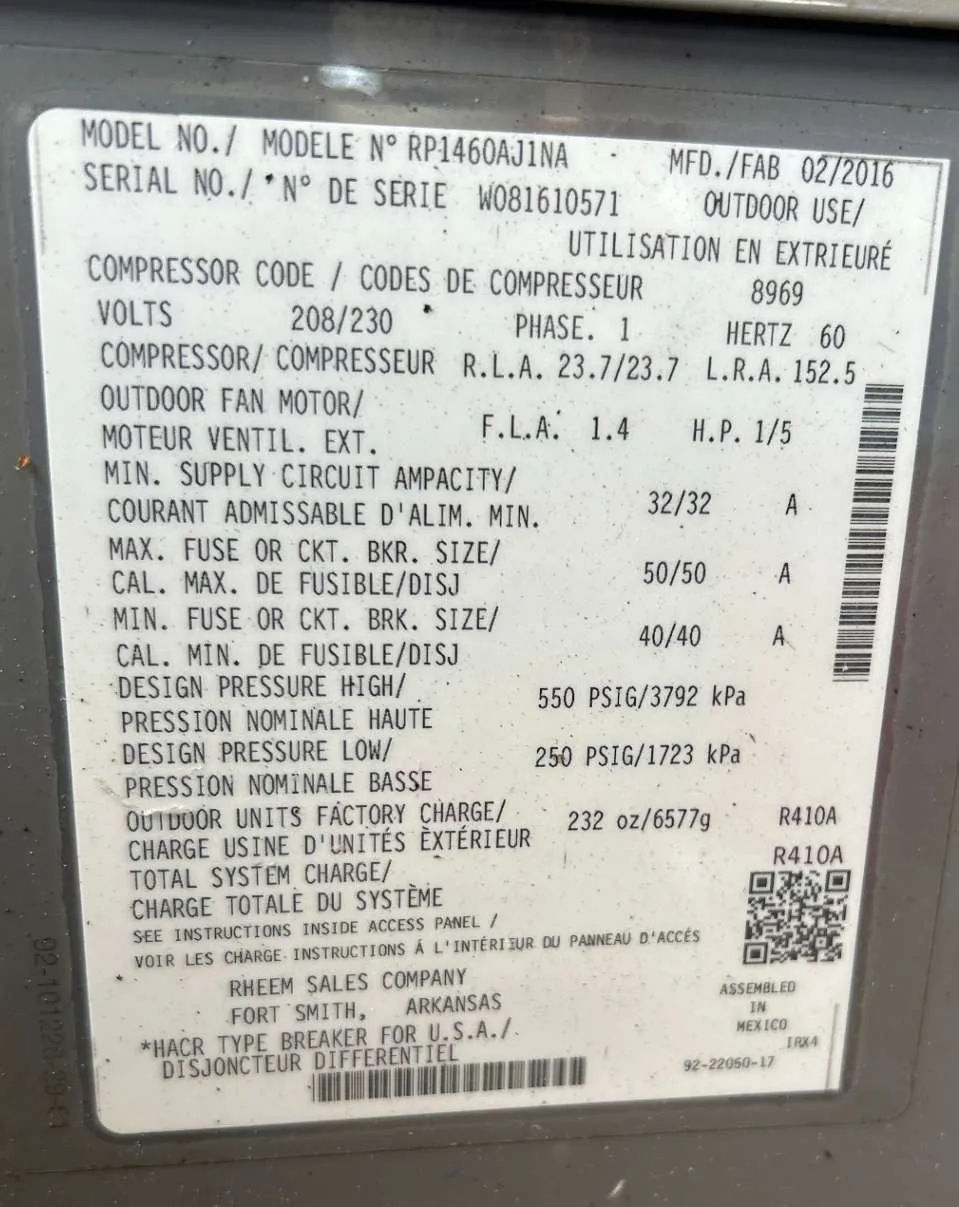 MODEL NO./ MODELE N° RP1460AJ1NA MFD./FAB 02/2016
SERIAL NO./ N° DE SERIE W081610571 OUTDOOR USE/
UTILISATION EN EXTRIEURÉ
COMPRESSOR CODE / CODES DE COMPRESSEUR 8969
VOLTS 208/230 PHASE. 1 HERTZ 60
COMPRESSOR/ COMPRESSEUR R.L.A. 23.7/23.7 L.R.A. 152.5
OUTDOOR FAN MOTOR/
MOTEUR VENTIL. EXT. F.L.A. 1.4 H.P. 1/5
MIN. SUPPLY CIRCUIT AMPACITY/
COURANT ADMISSABLE D'ALIM. MIN. 32/32 A
MAX. FUSE OR CKT. BKR. SIZE/
CAL. MAX. DE FUSIBLE/DISJ 50/50 A
MIN. FUSE OR CKT. BRK. SIZE/
CAL. MIN. DE FUSIBLE/DISJ 40/40 A
DESIGN PRESSURE HIGH/
PRESSION NOMINALE HAUTE 550 PSIG/3792 kPa
DESIGN PRESSURE LOW/
PRESSION NOMINALE BASSE 250 PSIG/1723 kPa
OUTDOOR UNITS FACTORY CHARGE/ 232 oz/6577g R410A
CHARGE USINE D'UNITÉS ÈXTÉRIEUR
TOTAL SYSTEM CHARGE/ R410A
CHARGE TOTALE DU SYSTÈME
SEE INSTRUCTIONS INSIDE ACCESS PANEL /
VOIR LES CHARGE INSTRUCTIONS Á L'INTÉRIEUR DU PANNEAU D'ACCÉS
RHEEM SALES COMPANY
FORT SMITH, ARKANSAS
*HACR TYPE BREAKER FOR U.S.A./
DISJONCTEUR DIFFERENTIEL
ASSEMBLED
IN
MEXICO
IRX4
92-22050-17